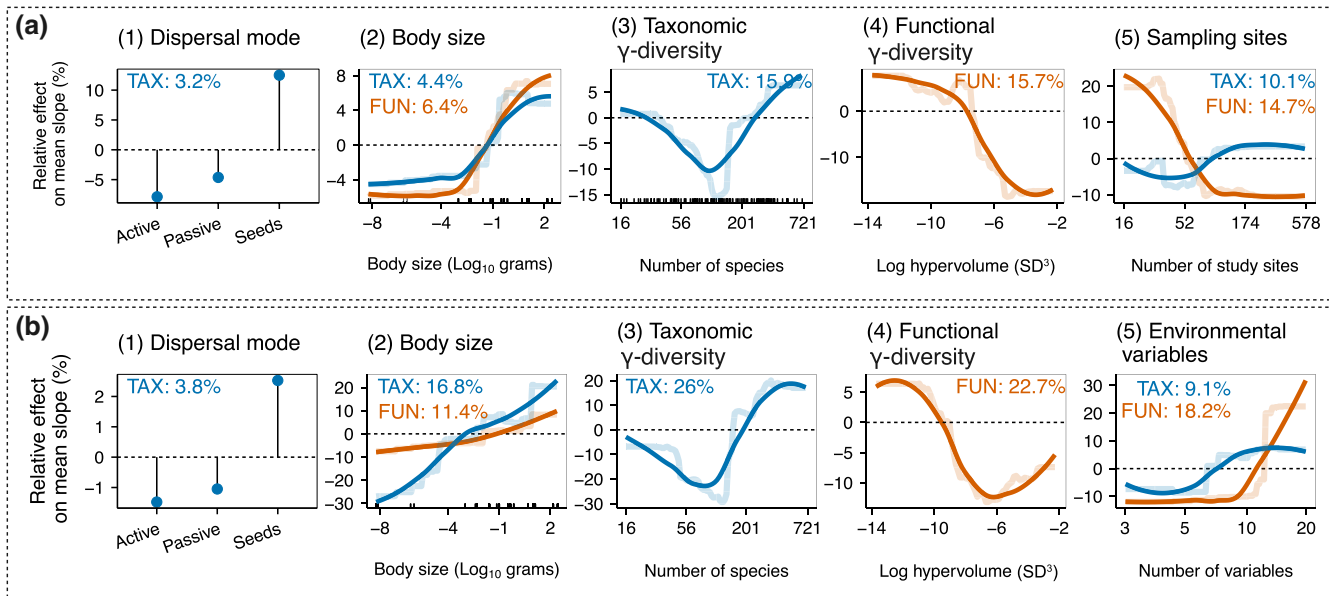 (a)
(1) Dispersal mode
(2) Body size
(3) Taxonomic
γ-diversity
(4) Functional
γ-diversity
(5) Sampling sites
Relative effect
on mean slope (%)
10
5
0
−5
TAX: 3.2%
Active
Passive
Seeds
8
4
0
−4
TAX: 4.4%
FUN: 6.4%
−8
−4
−1
2
Body size (Log₁₀ grams)
5
0
−5
−10
−15
TAX: 15.9%
16
56
201
721
Number of species
0
−10
FUN: 15.7%
−14
−10
−6
−2
Log hypervolume (SD³)
20
10
0
−10
TAX: 10.1%
FUN: 14.7%
16
52
174
578
Number of study sites
(b)
(1) Dispersal mode
(2) Body size
(3) Taxonomic
γ-diversity
(4) Functional
γ-diversity
(5) Environmental
variables
Relative effect
on mean slope (%)
2
1
0
−1
TAX: 3.8%
Active
Passive
Seeds
20
10
0
−10
−20
−30
TAX: 16.8%
FUN: 11.4%
−8
−4
−1
2
Body size (Log₁₀ grams)
20
10
0
−10
−20
−30
TAX: 26%
16
56
201
721
Number of species
5
0
−5
−10
FUN: 22.7%
−14
−10
−6
−2
Log hypervolume (SD³)
30
20
10
0
−10
TAX: 9.1%
FUN: 18.2%
3
5
10
20
Number of variables